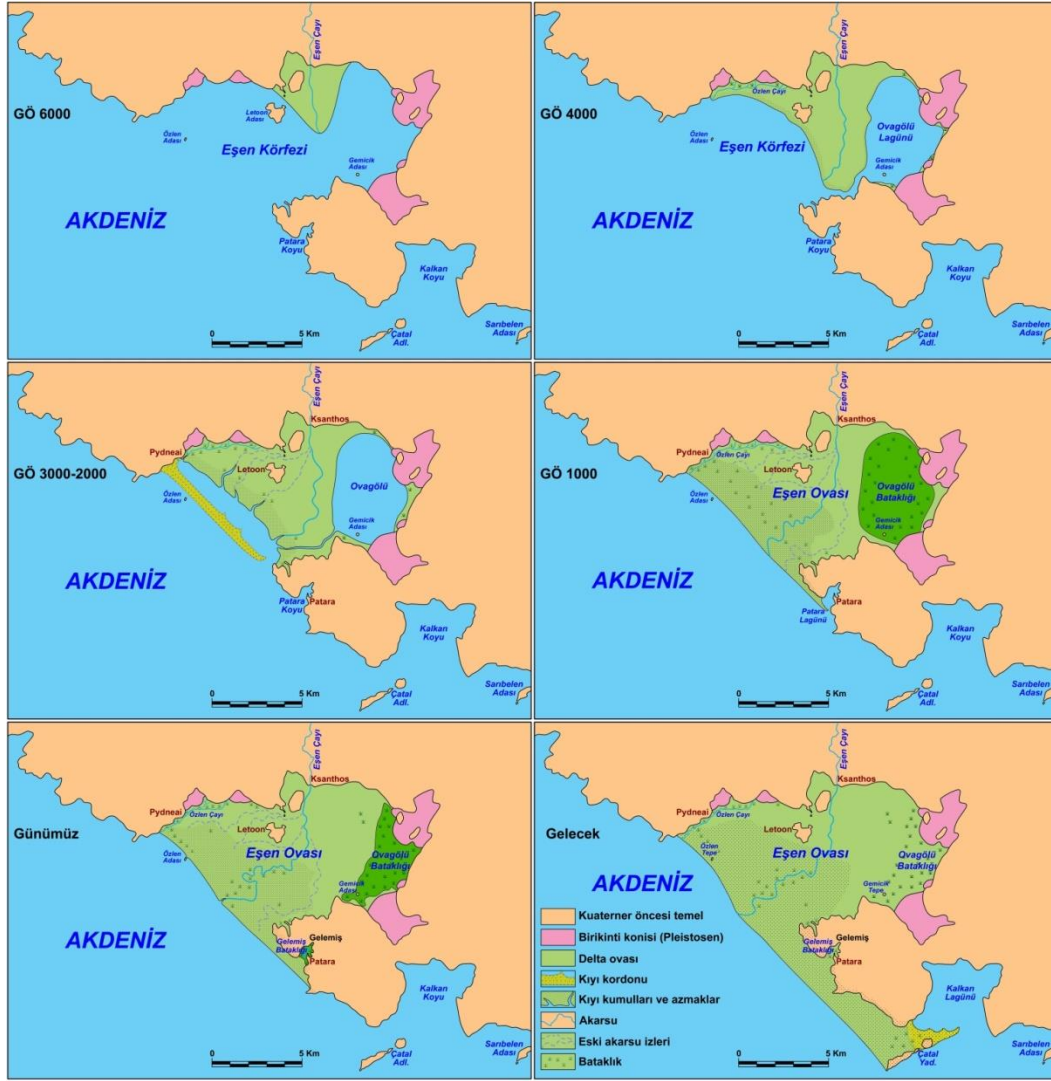 Eşen Çayı
GÖ 6000
Letoon
Adası
Özlen
Adası
Eşen Körfezi
Gemicik
Adası
AKDENİZ
Patara
Koyu
Kalkan
Koyu
0
5 Km
Çatal
Adl.
Sarıbelen
Adası
Eşen Çayı
GÖ 4000
Özlen Çayı
Özlen
Adası
Eşen Körfezi
Ovagölü
Lagünü
Gemicik
Adası
AKDENİZ
Patara
Koyu
Kalkan
Koyu
0
5 Km
Çatal
Adl.
Sarıbelen
Adası
Eşen Çayı
Ksanthos
Pydneai
GÖ 3000-2000
Letoon
Özlen
Adası
Ovagölü
Gemicik
Adası
AKDENİZ
Patara
Koyu
Patara
Kalkan
Koyu
0
5 Km
Çatal
Adl.
Sarıbelen
Adası
Eşen Çayı
Ksanthos
Pydneai
Özlen Çayı
GÖ 1000
Letoon
Özlen
Adası
Eşen Ovası
Ovagölü
Bataklığı
Gemicik
Adası
AKDENİZ
Patara
Lagünü
Patara
Kalkan
Koyu
0
5 Km
Çatal
Adl.
Sarıbelen
Adası
Eşen Çayı
Ksanthos
Pydneai
Özlen Çayı
Günümüz
Letoon
Özlen
Adası
Eşen Ovası
Ovagölü
Bataklığı
Gemicik
Adası
AKDENİZ
Gelemiş
Gelemiş
Bataklığı
Patara
Kalkan
Koyu
0
5 Km
Çatal
Adl.
Sarıbelen
Adası
Eşen Çayı
Ksanthos
Pydneai
Özlen Çayı
Gelecek
Letoon
Özlen
Tepe
Eşen Ovası
Ovagölü
Bataklığı
Gemicik
Tepe
AKDENİZ
Gelemiş
Gelemiş
Bataklığı
Patara
Kalkan
Lagünü
0
5 Km
Çatal
Yad.
Sarıbelen
Adası
Kuaterner öncesi temel
Birikinti konisi (Pleistosen)
Delta ovası
Kıyı kordonu
Kıyı kumulları ve azmaklar
Akarsu
Eski akarsu izleri
Bataklık